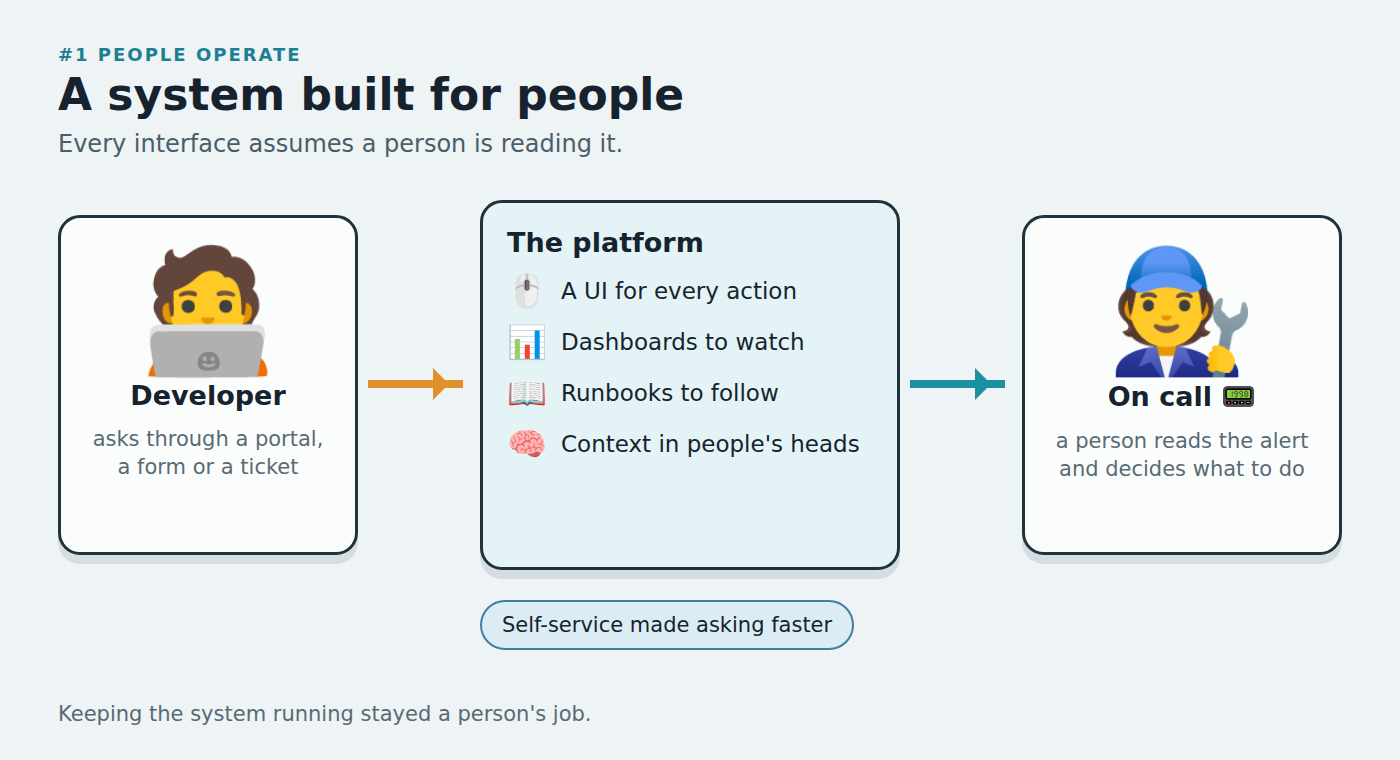 #1 PEOPLE OPERATE
A system built for people
Every interface assumes a person is reading it.
Developer
asks through a portal,
a form or a ticket
The platform
A UI for every action
Dashboards to watch
Runbooks to follow
Context in people's heads
On call
a person reads the alert
and decides what to do
Self-service made asking faster
Keeping the system running stayed a person's job.